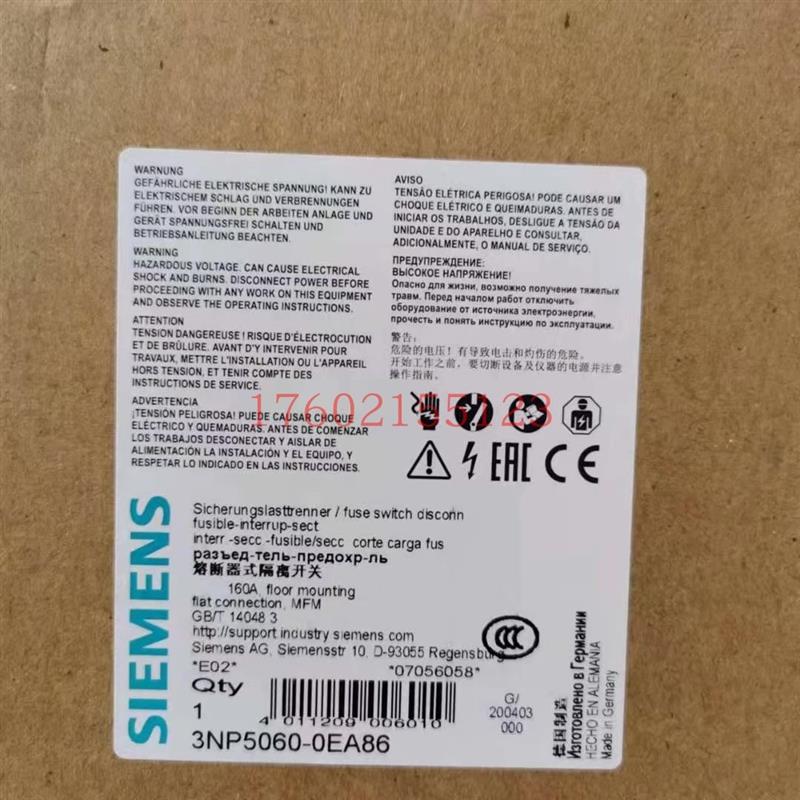 WARNUNG
GEFÄHRLICHE ELEKTRISCHE SPANNUNG! KANN ZU
ELEKTRISCHEM SCHLAG UND VERBRENNUNGEN
FÜHREN. VOR BEGINN DER ARBEITEN ANLAGE UND
GERÄT SPANNUNGSFREI SCHALTEN UND
BETRIEBSANLEITUNG BEACHTEN.
WARNING
HAZARDOUS VOLTAGE. CAN CAUSE ELECTRICAL
SHOCK AND BURNS. DISCONNECT POWER BEFORE
PROCEEDING WITH ANY WORK ON THIS EQUIPMENT
AND OBSERVE THE OPERATING INSTRUCTIONS.
ATTENTION
TENSION DANGEREUSE ! RISQUE D'ÉLECTROCUTION
ET DE BRÛLURE. AVANT D'Y INTERVENIR POUR
TRAVAUX, METTRE L'INSTALLATION OU L'APPAREIL
HORS TENSION, ET TENIR COMPTE DES
INSTRUCTIONS DE SERVICE.
ADVERTENCIA
¡TENSIÓN PELIGROSA! PUEDE CAUSAR CHOQUE
ELÉCTRICO Y QUEMADURAS. ANTES DE COMENZAR
LOS TRABAJOS DESCONECTAR Y AISLAR DE
ALIMENTACIÓN LA INSTALACIÓN Y EL EQUIPO, Y
RESPETAR LO INDICADO EN LAS INSTRUCCIONES.
AVISO
TENSÃO ELÉTRICA PERIGOSA! PODE CAUSAR UM
CHOQUE ELÉTRICO E QUEIMADURAS. ANTES DE
INICIAR OS TRABALHOS, DESLIGUE A TENSÃO DA
UNIDADE E DO APARELHO E CONSULTAR,
ADICIONALMENTE, O MANUAL DE SERVIÇO.
ПРЕДУПРЕЖДЕНИЕ:
ВЫСОКОЕ НАПРЯЖЕНИЕ!
Опасно для жизни, возможно получение тяжелых
травм. Перед началом работ отключить
оборудование от источника электроэнергии,
прочесть и понять инструкцию по эксплуатации.
警告:
危险的电压! 有导致电击和灼伤的危险。
开始工作之前, 要切断设备及仪器的电源并注意
操作指南。
17602185123
EAC CE
SIEMENS
Sicherungslasttrenner / fuse switch disconn
fusible-interrup-sect
interr -secc -fusible/secc corte carga fus
разъед-тель-предохр-ль
熔断器式隔离开关
160A, floor mounting
flat connection, MFM
GB/T 14048 3
http://support industry siemens com
Siemens AG, Siemensstr 10, D-93055 Regensburg
*E02* *07056058*
Qty
1
4 011209 006010
3NP5060-0EA86
G/
200403
000
CCC
德国制造
Изготовлено в Германии
HECHO EN ALEMANIA
Made in Germany